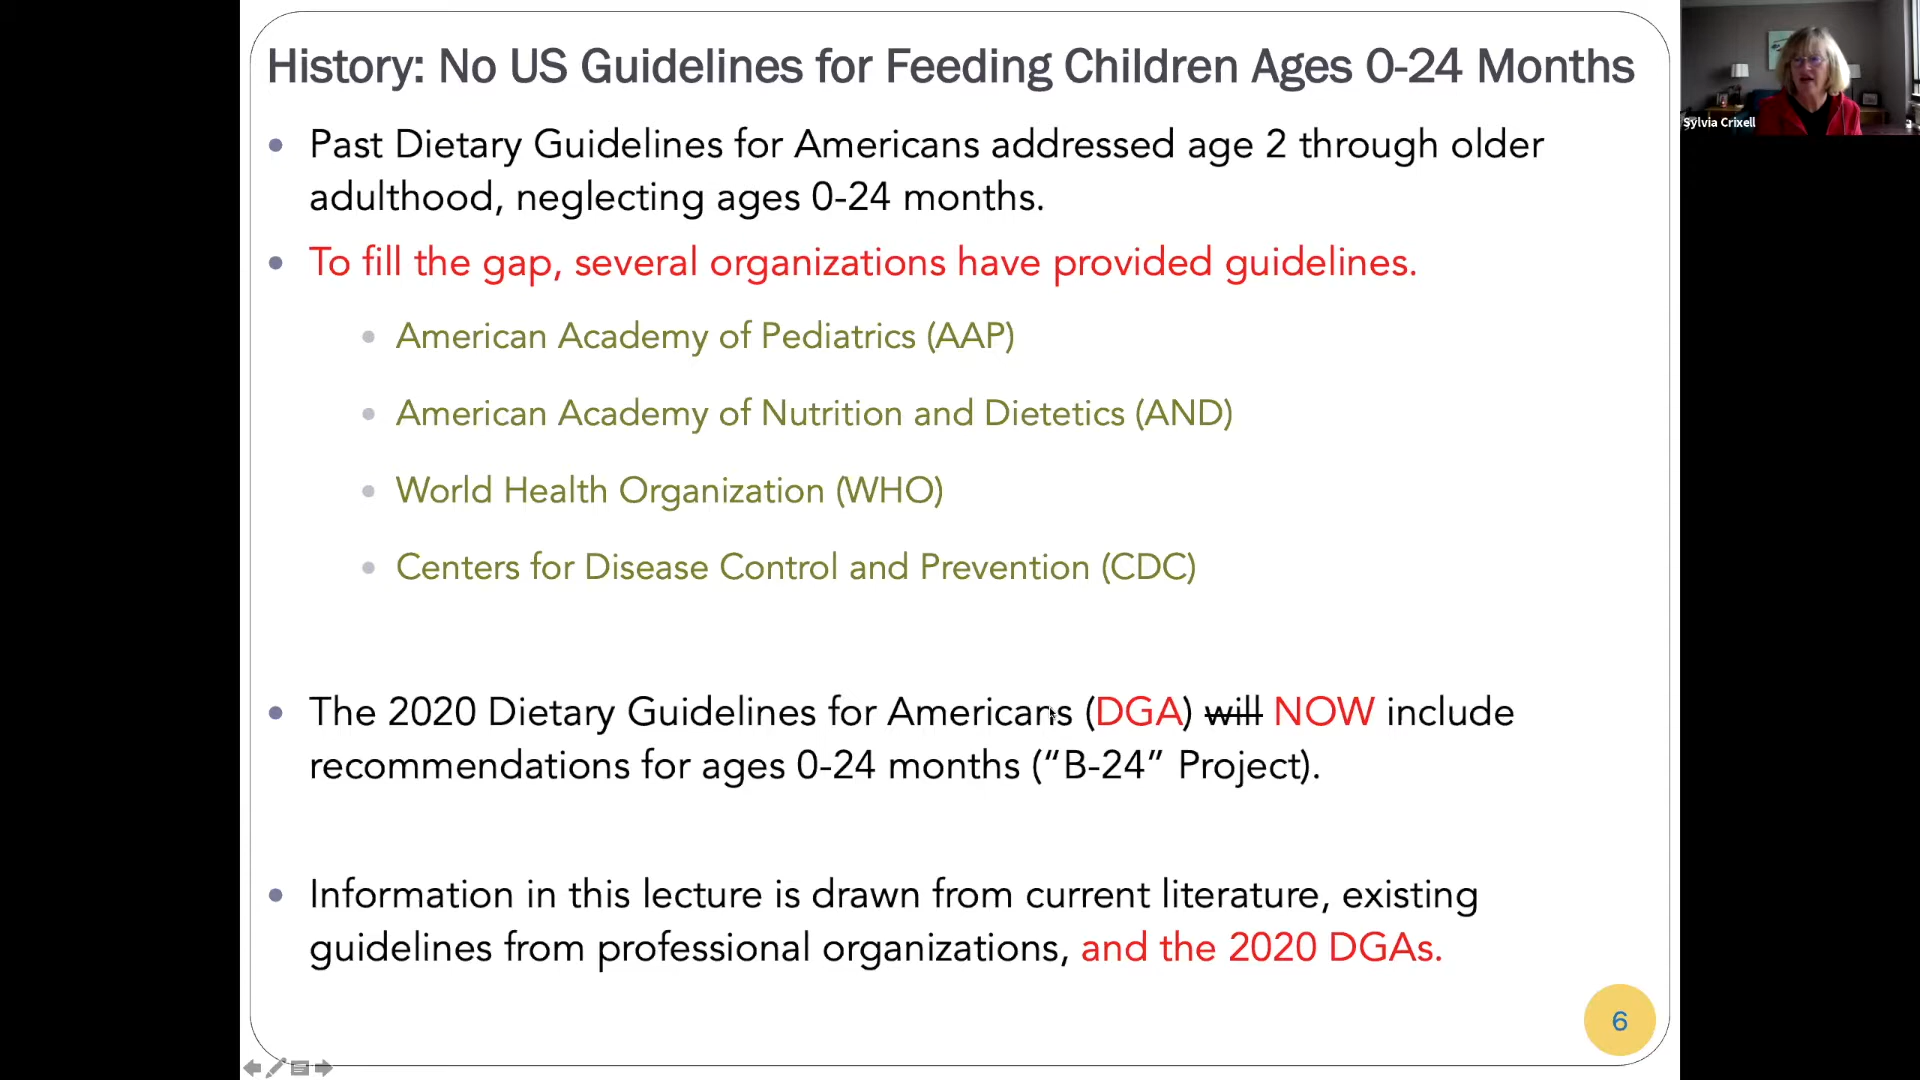 History: No US Guidelines for Feeding Children Ages 0-24 Months
Past Dietary Guidelines for Americans addressed age 2 through older
adulthood, neglecting ages 0-24 months.
To fill the gap, several organizations have provided guidelines.
American Academy of Pediatrics (AAP)
American Academy of Nutrition and Dietetics (AND)
World Health Organization (WHO)
Centers for Disease Control and Prevention (CDC)
The 2020 Dietary Guidelines for Americans (DGA) will NOW include
recommendations for ages 0-24 months (“B-24” Project).
Information in this lecture is drawn from current literature, existing
guidelines from professional organizations, and the 2020 DGAs.
6
Sylvia Crixell